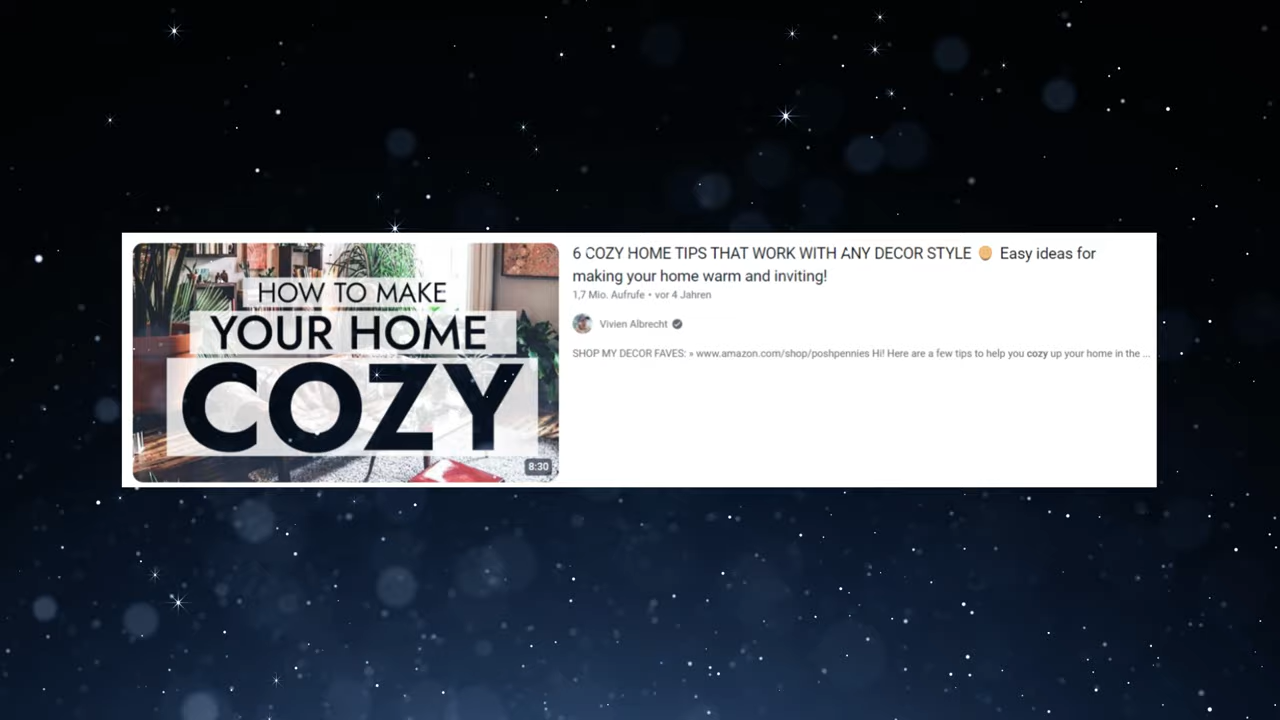 HOW TO MAKE
YOUR HOME
COZY
8:30
6 COZY HOME TIPS THAT WORK WITH ANY DECOR STYLE Easy ideas for
making your home warm and inviting!
1,7 Mio. Aufrufe • vor 4 Jahren
Vivien Albrecht
SHOP MY DECOR FAVES: » www.amazon.com/shop/poshpennies Hi! Here are a few tips to help you cozy up your home in the ...